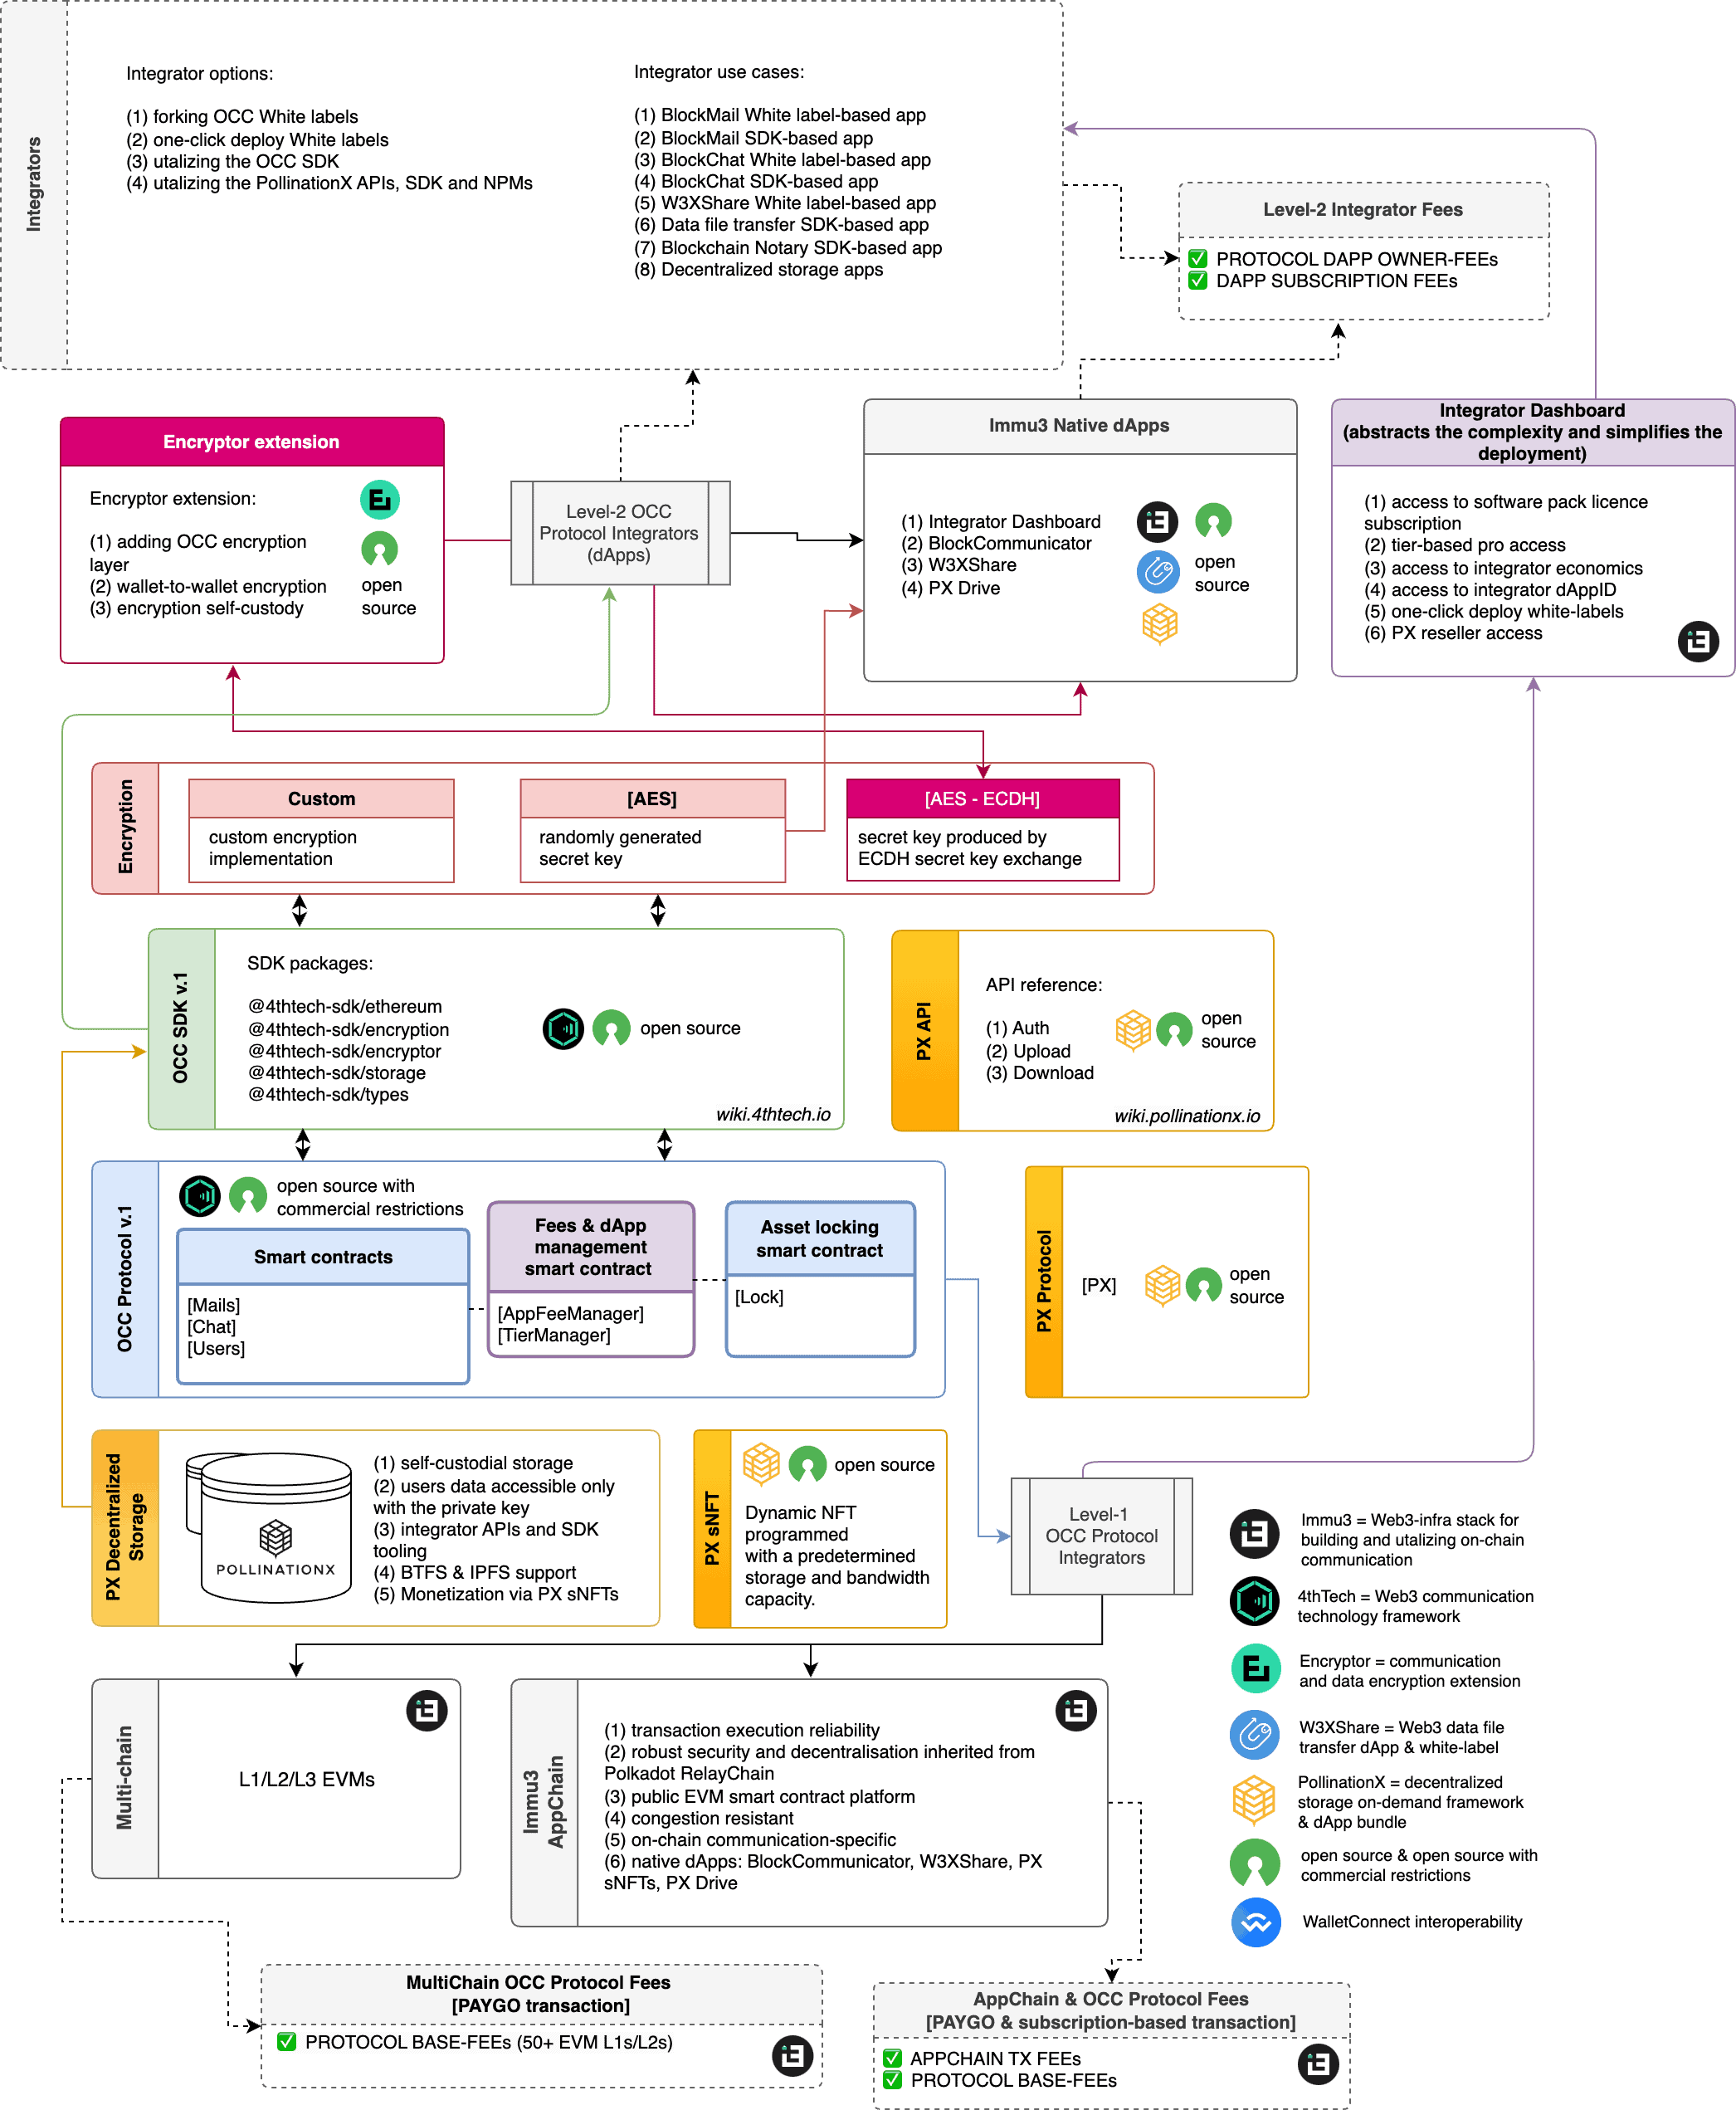 Integrators
Integrator options:
(1) forking OCC White labels
(2) one-click deploy White labels
(3) utalizing the OCC SDK
(4) utalizing the PollinationX APIs, SDK and NPMs
Integrator use cases:
(1) BlockMail White label-based app
(2) BlockMail SDK-based app
(3) BlockChat White label-based app
(4) BlockChat SDK-based app
(5) W3XShare White label-based app
(6) Data file transfer SDK-based app
(7) Blockchain Notary SDK-based app
(8) Decentralized storage apps
Level-2 Integrator Fees
✅ PROTOCOL DAPP OWNER-FEEs
✅ DAPP SUBSCRIPTION FEEs
Encryptor extension
Encryptor extension:
(1) adding OCC encryption
layer
(2) wallet-to-wallet encryption
(3) encryption self-custody
open
source
Level-2 OCC
Protocol Integrators
(dApps)
Immu3 Native dApps
(1) Integrator Dashboard
(2) BlockCommunicator
(3) W3XShare
(4) PX Drive
open
source
Integrator Dashboard
(abstracts the complexity and simplifies the
deployment)
(1) access to software pack licence
subscription
(2) tier-based pro access
(3) access to integrator economics
(4) access to integrator dAppID
(5) one-click deploy white-labels
(6) PX reseller access
Encryption
Custom
custom encryption
implementation
[AES]
randomly generated
secret key
[AES - ECDH]
secret key produced by
ECDH secret key exchange
OCC SDK v.1
SDK packages:
@4thtech-sdk/ethereum
@4thtech-sdk/encryption
@4thtech-sdk/encryptor
@4thtech-sdk/storage
@4thtech-sdk/types
open source
wiki.4thtech.io
PX API
API reference:
(1) Auth
(2) Upload
(3) Download
open
source
wiki.pollinationx.io
OCC Protocol v.1
open source with
commercial restrictions
Smart contracts
[Mails]
[Chat]
[Users]
Fees & dApp
management
smart contract
[AppFeeManager]
[TierManager]
Asset locking
smart contract
[Lock]
PX Protocol
[PX]
open
source
PX Decentralized
Storage
POLLINATIONX
(1) self-custodial storage
(2) users data accessible only
with the private key
(3) integrator APIs and SDK
tooling
(4) BTFS & IPFS support
(5) Monetization via PX sNFTs
PX sNFT
open source
Dynamic NFT
programmed
with a predetermined
storage and bandwidth
capacity.
Level-1
OCC Protocol
Integrators
Immu3 = Web3-infra stack for
building and utalizing on-chain
communication
4thTech = Web3 communication
technology framework
Encryptor = communication
and data encryption extension
W3XShare = Web3 data file
transfer dApp & white-label
PollinationX = decentralized
storage on-demand framework
& dApp bundle
open source & open source with
commercial restrictions
WalletConnect interoperability
Multi-chain
L1/L2/L3 EVMs
Immu3
AppChain
(1) transaction execution reliability
(2) robust security and decentralisation inherited from
Polkadot RelayChain
(3) public EVM smart contract platform
(4) congestion resistant
(5) on-chain communication-specific
(6) native dApps: BlockCommunicator, W3XShare, PX
sNFTs, PX Drive
MultiChain OCC Protocol Fees
[PAYGO transaction]
✅ PROTOCOL BASE-FEEs (50+ EVM L1s/L2s)
AppChain & OCC Protocol Fees
[PAYGO & subscription-based transaction]
✅ APPCHAIN TX FEEs
✅ PROTOCOL BASE-FEEs